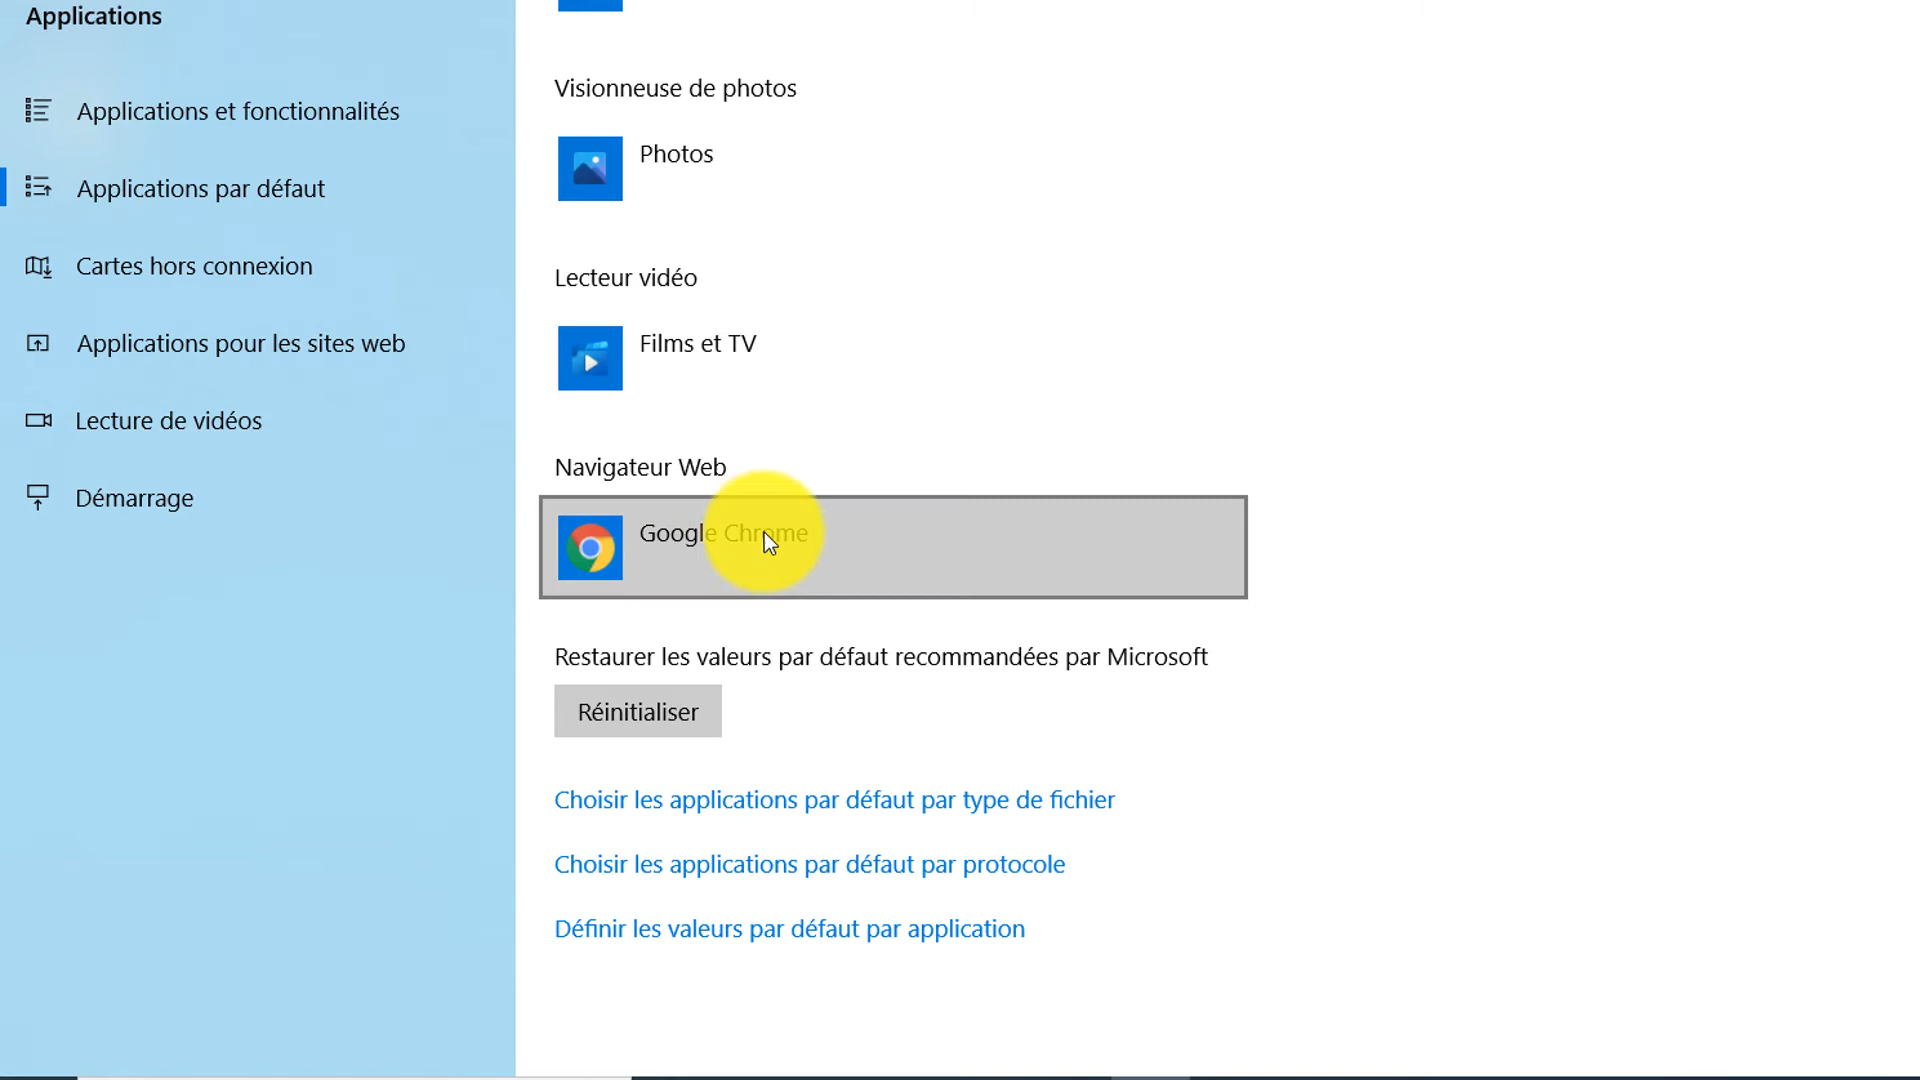 Applications
Applications et fonctionnalités
Applications par défaut
Cartes hors connexion
Applications pour les sites web
Lecture de vidéos
Démarrage
Visionneuse de photos
Photos
Lecteur vidéo
Films et TV
Navigateur Web
Google Chrome
Restaurer les valeurs par défaut recommandées par Microsoft
Réinitialiser
Choisir les applications par défaut par type de fichier
Choisir les applications par défaut par protocole
Définir les valeurs par défaut par application